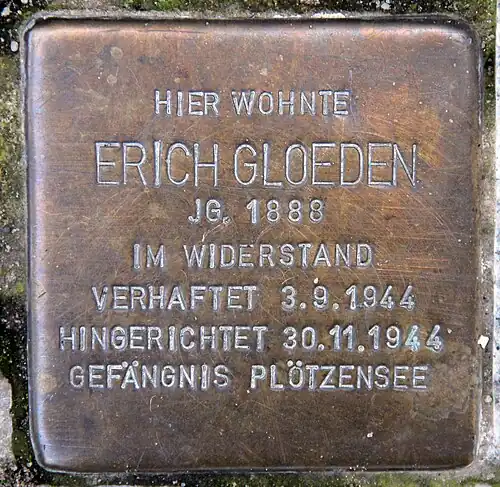 HIER WOHNTE
ERICH GLOEDEN
JG. 1888
IM WIDERSTAND
VERHAFTET 3.9.1944
HINGERICHTET 30.11.1944
GEFÄNGNIS PLÖTZENSEE